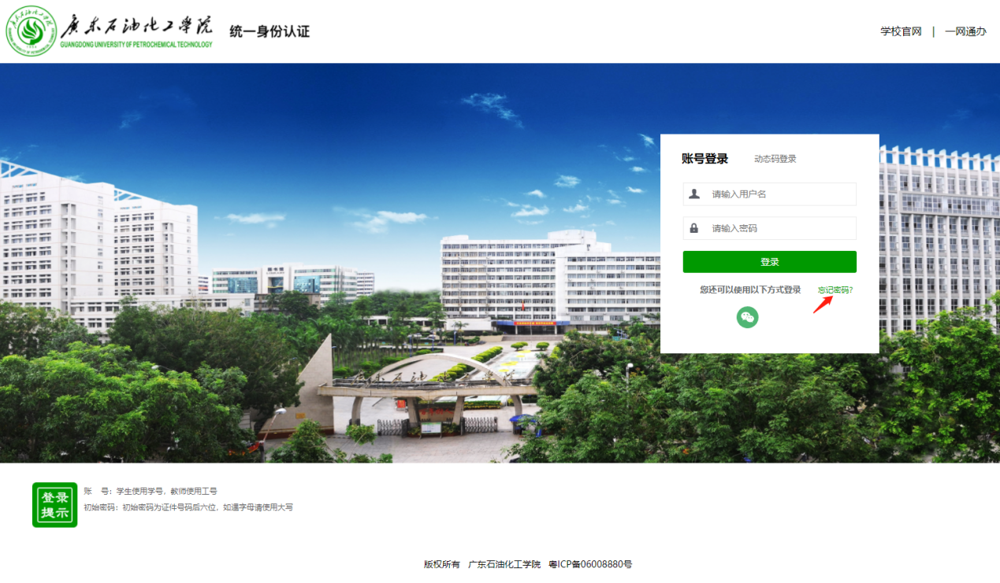 廣东石油化工學院
GUANGDONG UNIVERSITY OF PETROCHEMICAL TECHNOLOGY
统一身份认证
学校官网 | 一网通办
账号登录 动态码登录
请输入用户名
请输入密码
登录
您还可以使用以下方式登录 忘记密码?
登录
提示
账 号：学生使用学号，教师使用工号
初始密码：初始密码为证件号码后六位，如遇字母请使用大写
版权所有 广东石油化工学院 粤ICP备06008880号